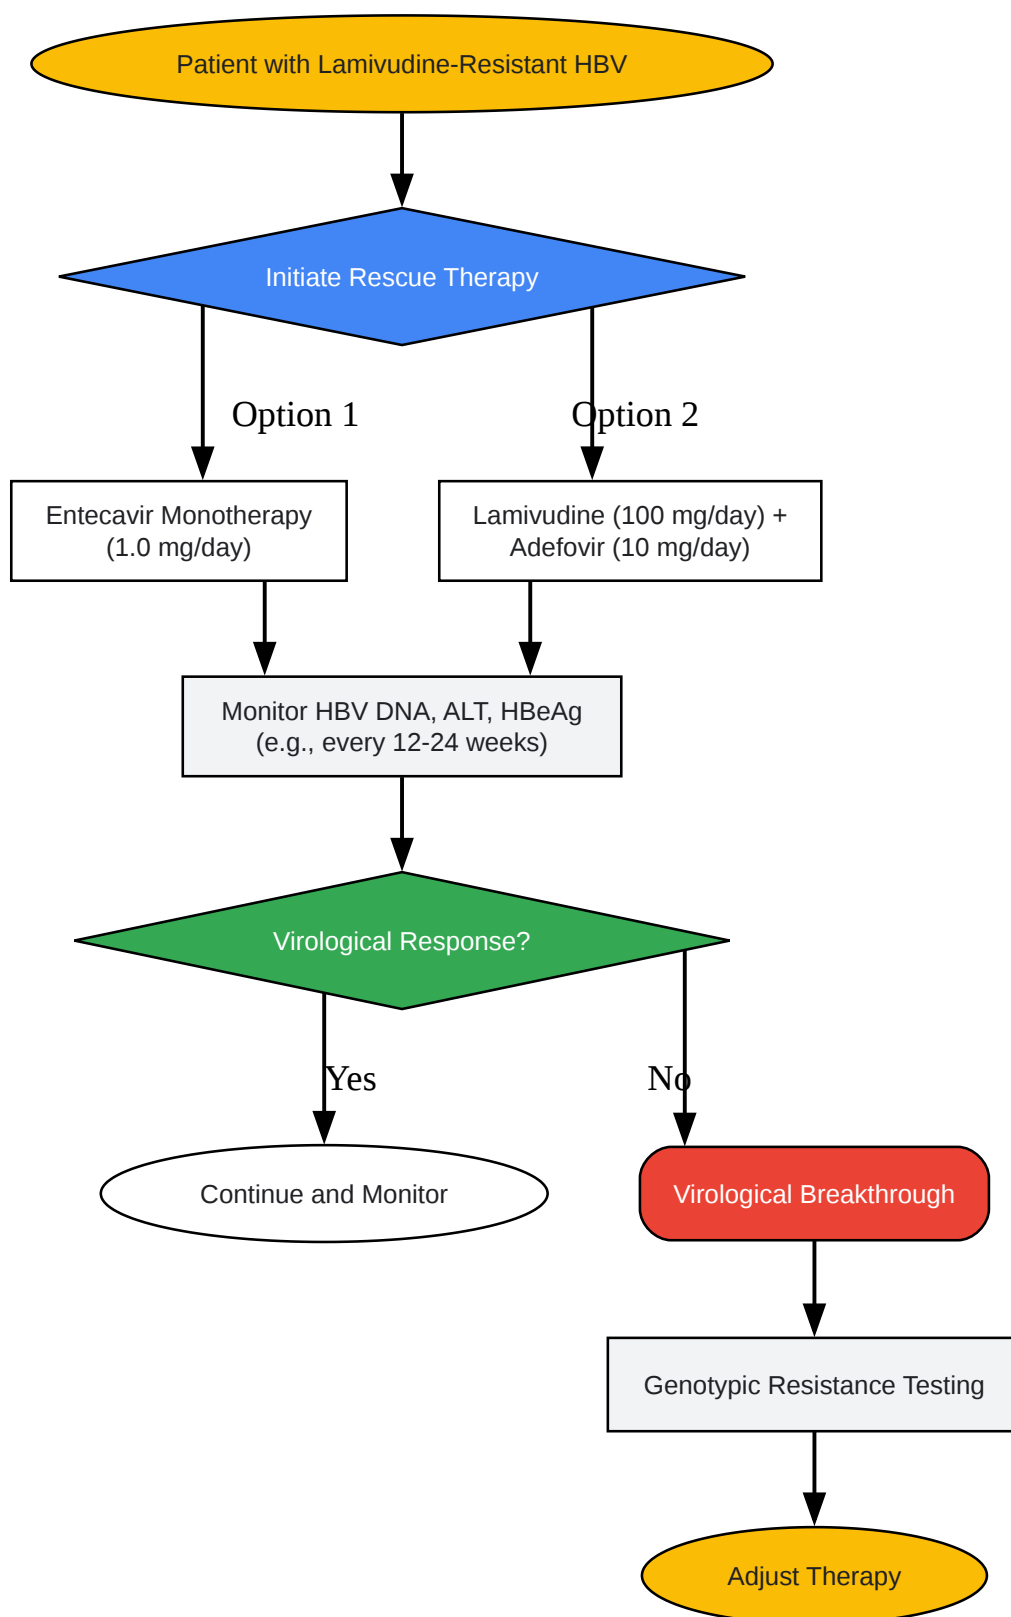 Patient with Lamivudine-Resistant HBV
Initiate Rescue Therapy
Option 1
Option 2
Entecavir Monotherapy
(1.0 mg/day)
Lamivudine (100 mg/day) +
Adefovir (10 mg/day)
Monitor HBV DNA, ALT, HBeAg
(e.g., every 12-24 weeks)
Virological Response?
Yes
No
Continue and Monitor
Virological Breakthrough
Genotypic Resistance Testing
Adjust Therapy